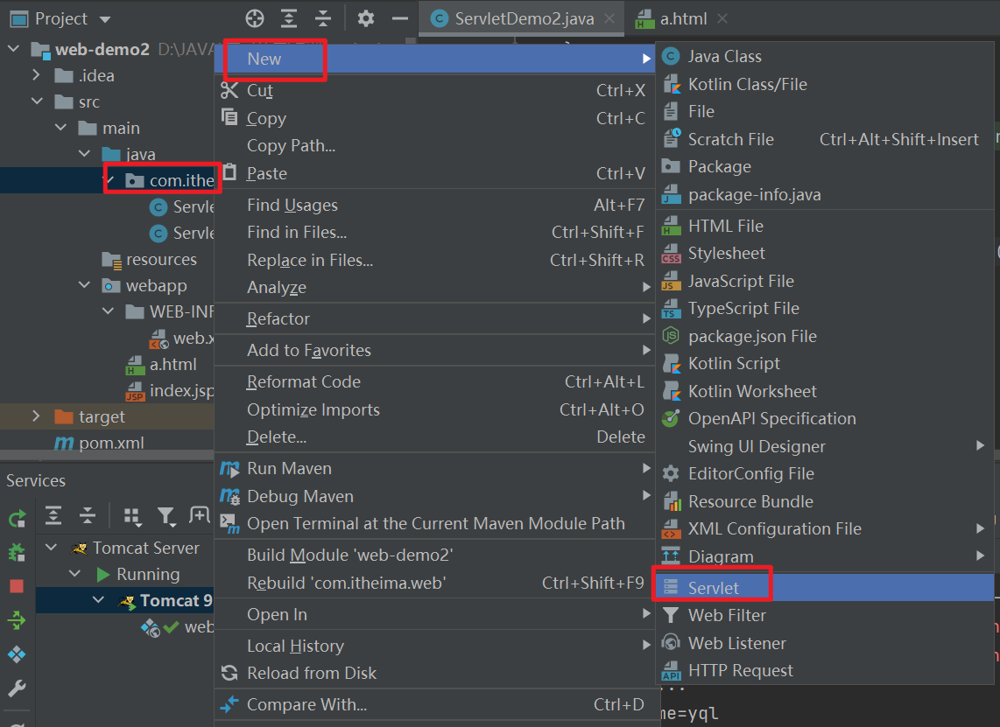 Project
ServletDemo2.java
a.html
web-demo2 D:\JAVA
.idea
src
main
java
com.ithe
Servle
Servle
resources
webapp
WEB-INF
web.x
a.html
index.jsp
target
pom.xml
Services
Tomcat Server
Running
Tomcat 9
web
New
Cut Ctrl+X
Copy Ctrl+C
Copy Path...
Paste Ctrl+V
Find Usages Alt+F7
Find in Files... Ctrl+Shift+F
Replace in Files... Ctrl+Shift+R
Analyze
Refactor
Add to Favorites
Reformat Code Ctrl+Alt+L
Optimize Imports Ctrl+Alt+O
Delete... Delete
Run Maven
Debug Maven
Open Terminal at the Current Maven Module Path
Build Module 'web-demo2'
Rebuild 'com.itheima.web' Ctrl+Shift+F9
Open In
Local History
Reload from Disk
Compare With... Ctrl+D
Java Class
Kotlin Class/File
File
Scratch File Ctrl+Alt+Shift+Insert
Package
package-info.java
HTML File
Stylesheet
JavaScript File
TypeScript File
package.json File
Kotlin Script
Kotlin Worksheet
OpenAPI Specification
Swing UI Designer
EditorConfig File
Resource Bundle
XML Configuration File
Diagram
Servlet
Web Filter
Web Listener
HTTP Request
me=yql